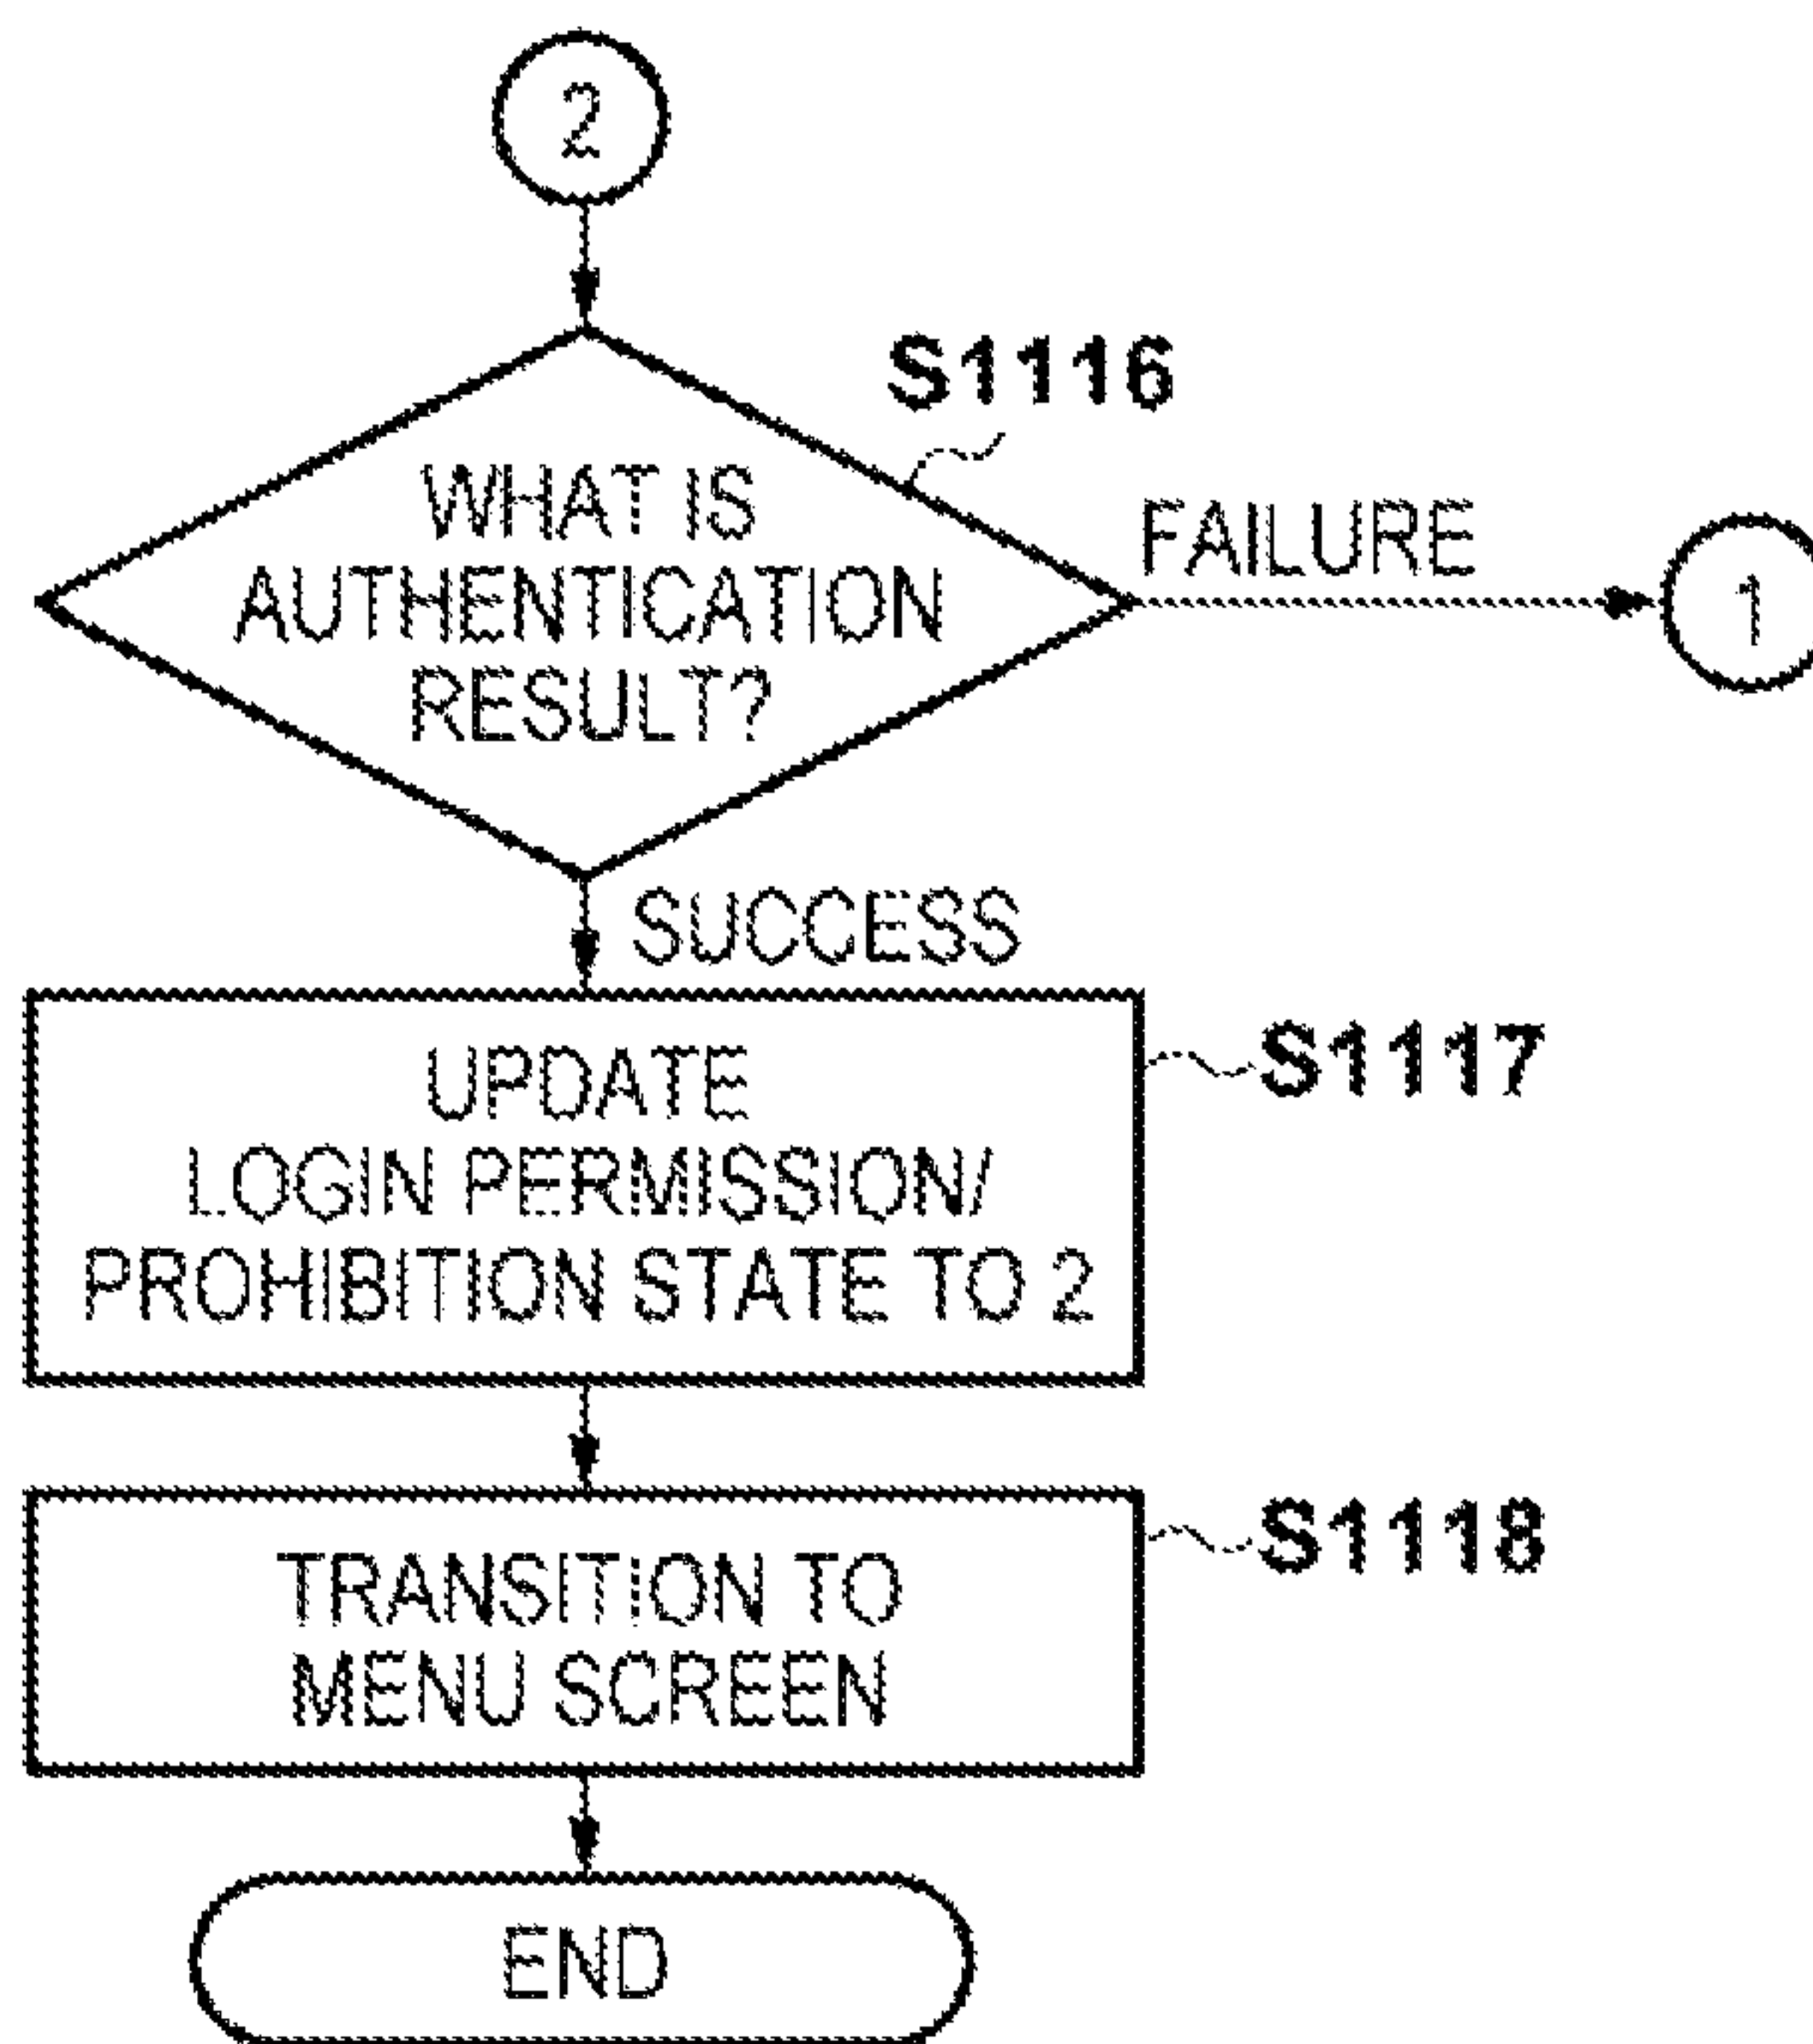 2
S1116
WHAT IS
AUTHENTICATION
RESULT?
FAILURE
1
SUCCESS
UPDATE
LOGIN PERMISSION/
PROHIBITION STATE TO 2
S1117
TRANSITION TO
MENU SCREEN
S1118
END